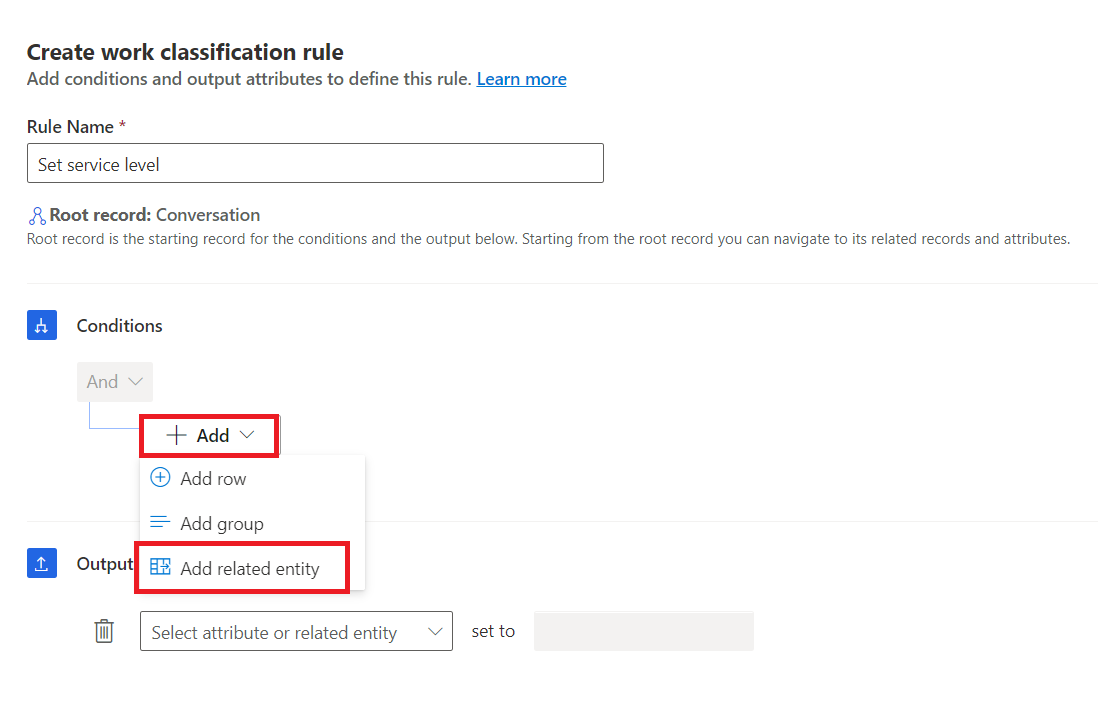 Create work classification rule
Add conditions and output attributes to define this rule. Learn more
Rule Name *
Set service level
Root record: Conversation
Root record is the starting record for the conditions and the output below. Starting from the root record you can navigate to its related records and attributes.
Conditions
And
Add
Add row
Add group
Add related entity
Output
Select attribute or related entity set to